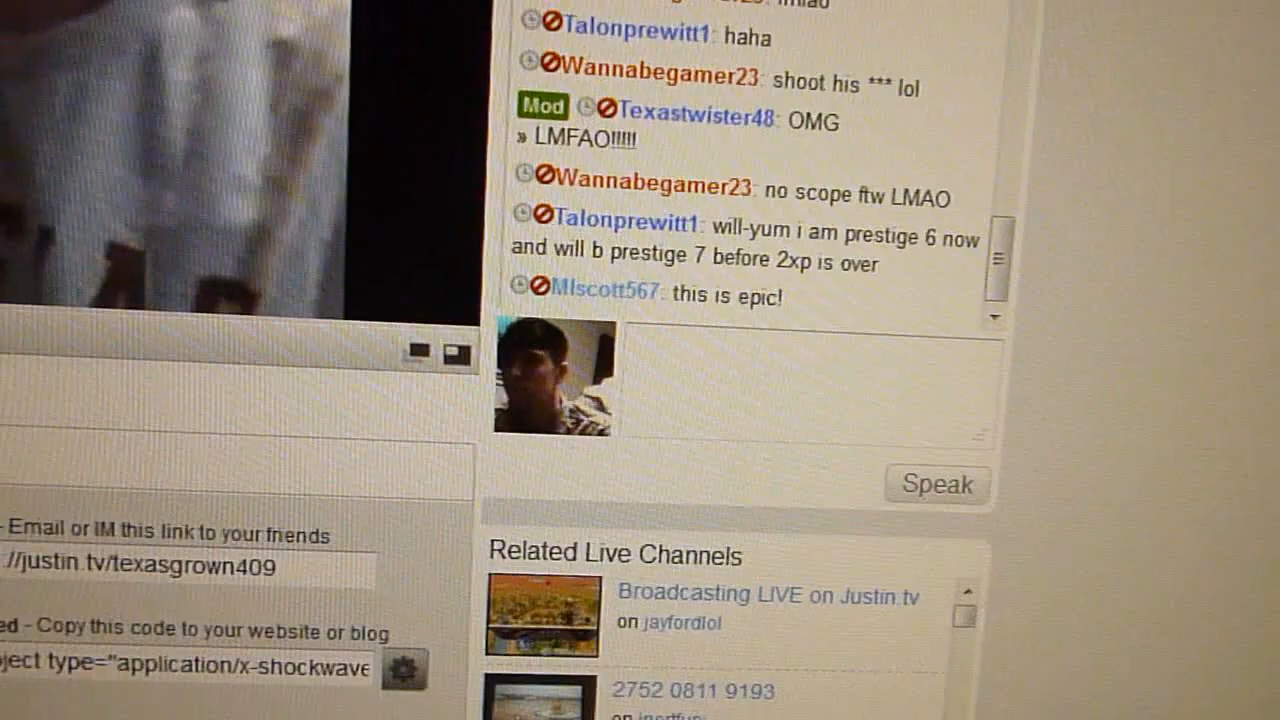 Talonprewitt1: haha
Wannabegamer23: shoot his *** lol
Mod Texastwister48: OMG
» LMFAO!!!!!
Wannabegamer23: no scope ftw LMAO
Talonprewitt1: will-yum i am prestige 6 now
and will b prestige 7 before 2xp is over
Mlscott567: this is epic!
Speak
- Email or IM this link to your friends
//justin.tv/texasgrown409
ed - Copy this code to your website or blog
ject type="application/x-shockwave
Related Live Channels
Broadcasting LIVE on Justin.tv
on jayfordlol
2752 0811 9193
on